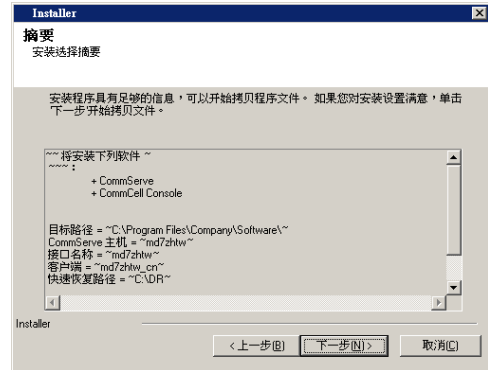 Installer
摘要
安装选择摘要
安装程序具有足够的信息，可以开始拷贝程序文件。 如果您对安装设置满意，单击
'下一步'开始拷贝文件。
~~ 将安装下列软件 ~
~~~ :
+ CommServe
+ CommCell Console
目标路径 = ~C:\Program Files\Company\Software\~
CommServe 主机 = ~md7zhtw~
接口名称 = ~md7zhtw~
客户端 = ~md7zhtw_cn~
快速恢复路径 = ~C:\DR~
Installer
<上一步(B) 下一步(N)> 取消(C)